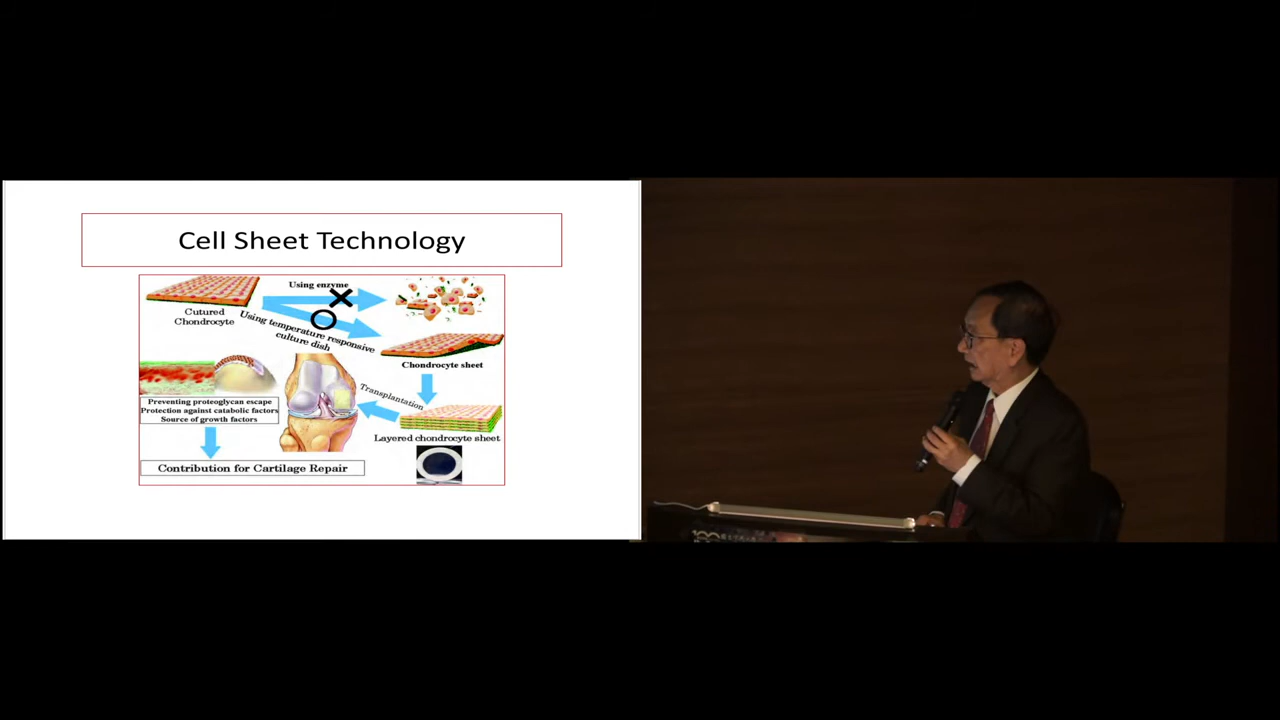 Cell Sheet Technology
Using enzyme
Cutured
Chondrocyte
Using temperature responsive
culture dish
Chondrocyte sheet
Transplantation
Layered chondrocyte sheet
Preventing proteoglycan escape
Protection against catabolic factors
Source of growth factors
Contribution for Cartilage Repair